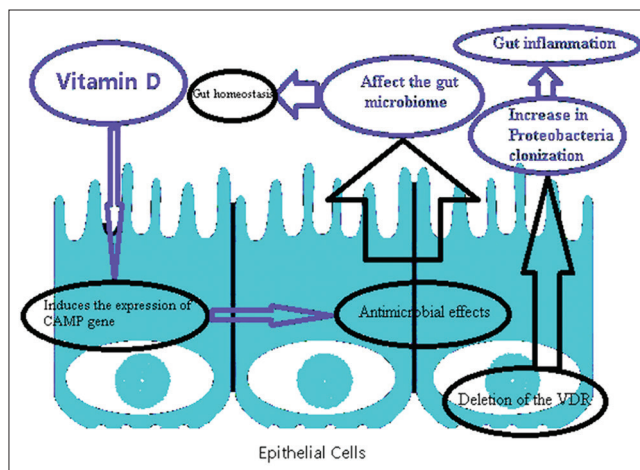 Vitamin D
Gut homeostasis
Affect the gut
microbiome
Gut inflammation
Increase in
Proteobacteria
clonization
Induces the expression of
CAMP gene
Antimicrobial effects
Deletion of the VDR
Epithelial Cells